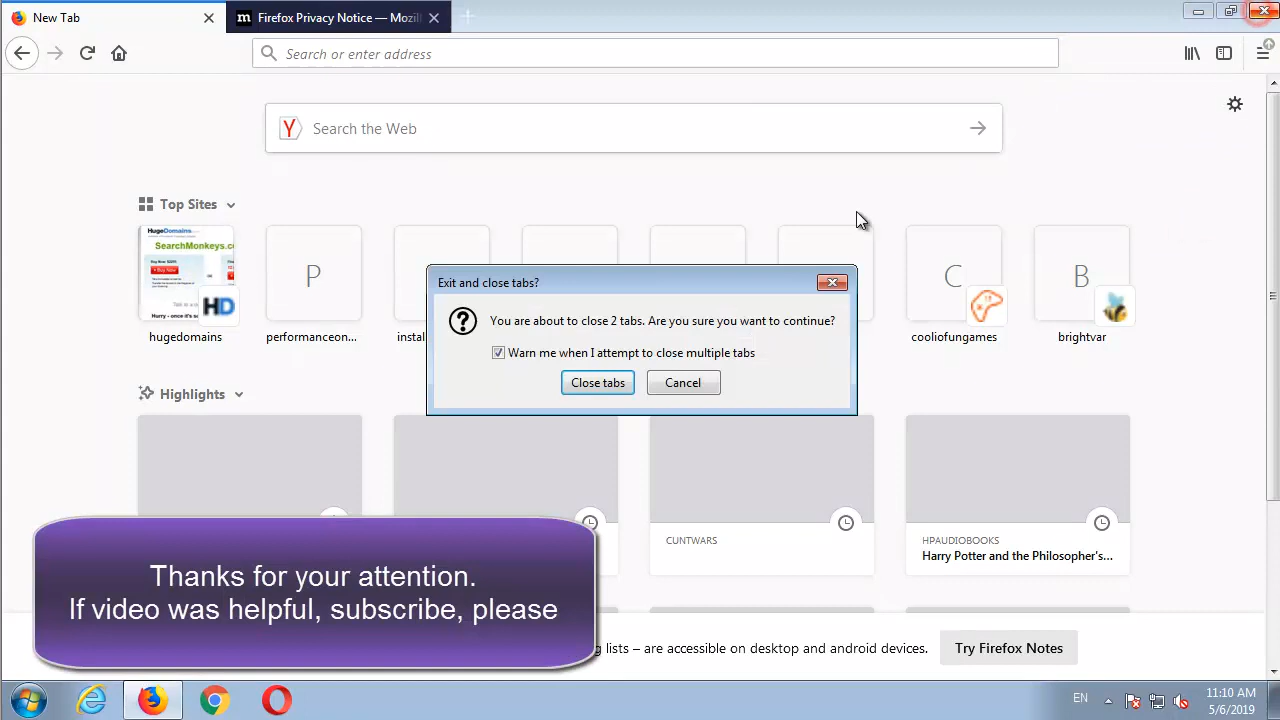 New Tab
m Firefox Privacy Notice — Mozil
Search or enter address
Y Search the Web
Top Sites
HugeDomains
SearchMonkeys.c
Buy Now
HD
P
C
B
hugedomains
performanceon...
instal
cooliofungames
brightvar
Exit and close tabs?
? You are about to close 2 tabs. Are you sure you want to continue?
Warn me when I attempt to close multiple tabs
Close tabs
Cancel
Highlights
CUNTWARS
HPAUDIOBOOKS
Harry Potter and the Philosopher's...
Thanks for your attention.
If video was helpful, subscribe, please
g lists – are accessible on desktop and android devices.
Try Firefox Notes
EN
11:10 AM
5/6/2019